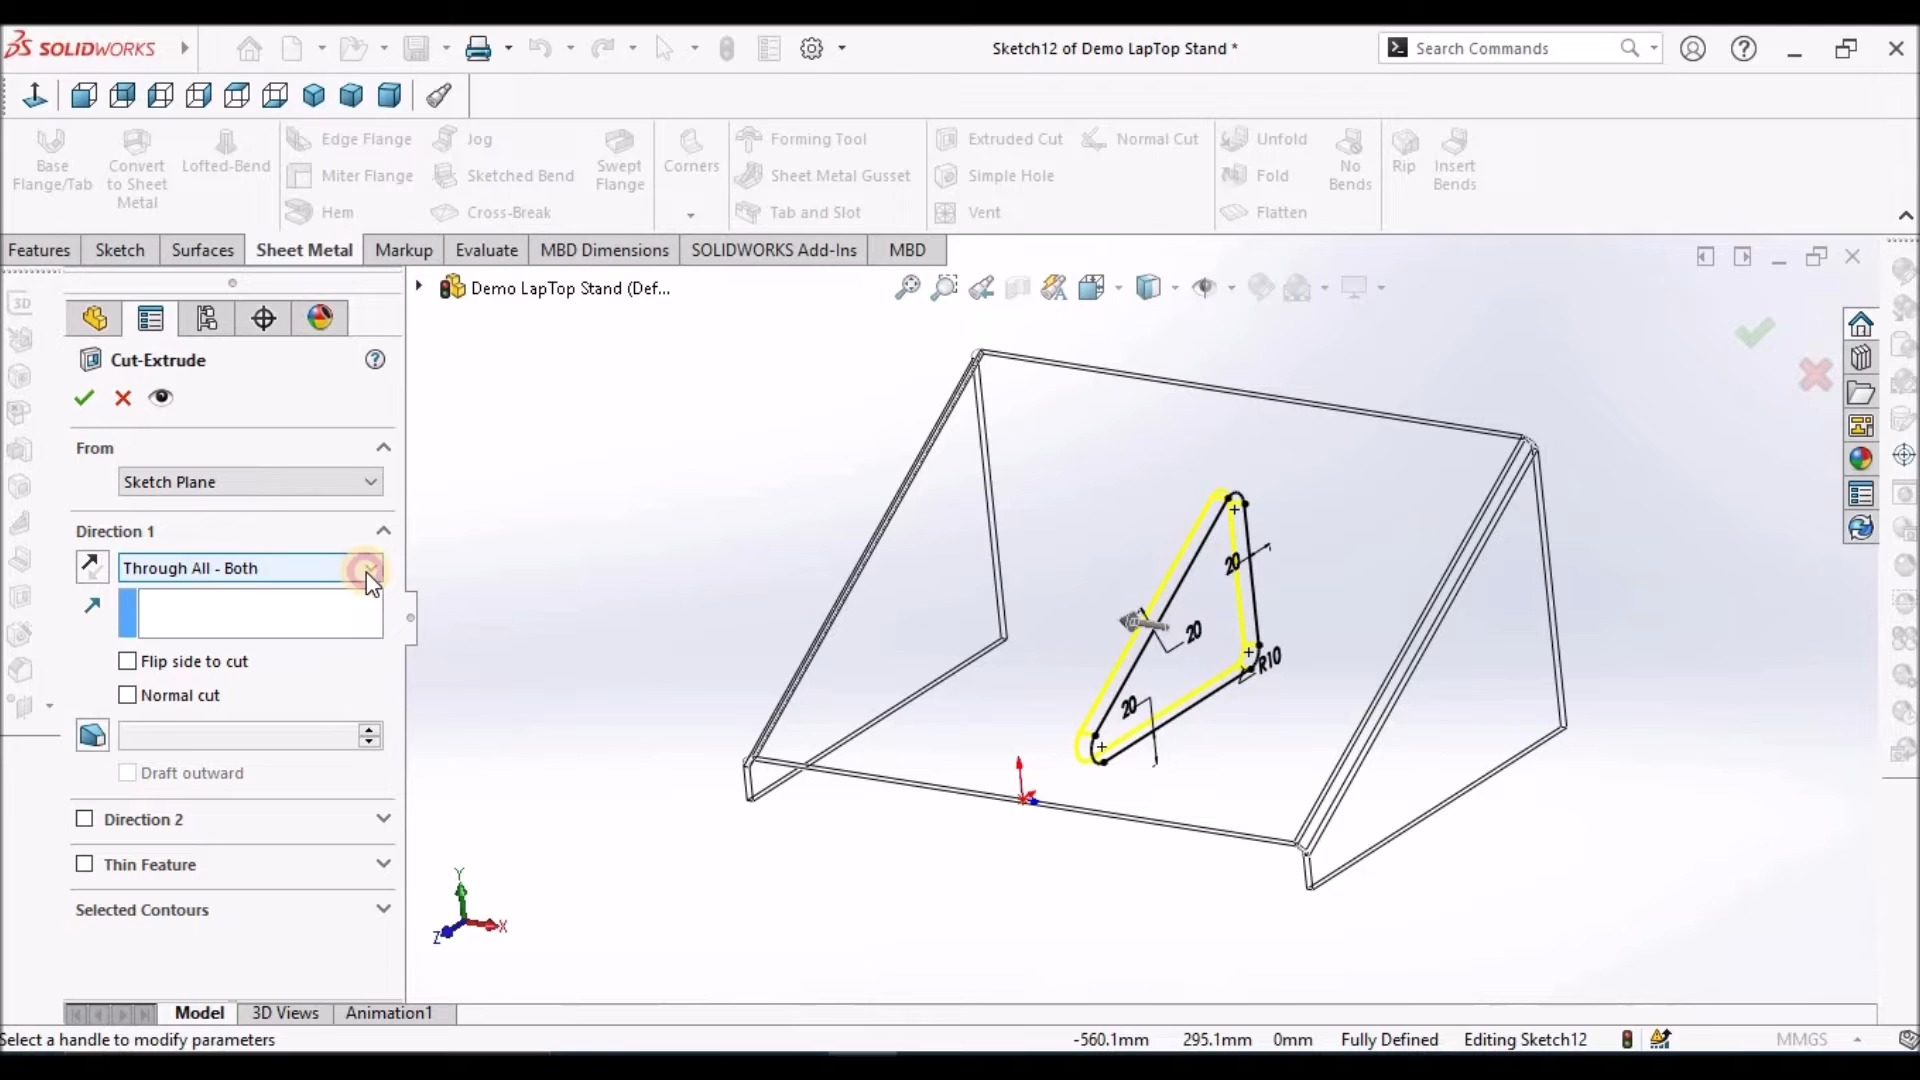 SOLIDWORKS
Sketch12 of Demo LapTop Stand *
Search Commands
Base Flange/Tab
Convert to Sheet Metal
Lofted-Bend
Edge Flange
Miter Flange
Hem
Jog
Sketched Bend
Cross-Break
Swept Flange
Corners
Forming Tool
Sheet Metal Gusset
Tab and Slot
Extruded Cut
Simple Hole
Vent
Normal Cut
Unfold
Fold
Flatten
No Bends
Rip
Insert Bends
Features
Sketch
Surfaces
Sheet Metal
Markup
Evaluate
MBD Dimensions
SOLIDWORKS Add-Ins
MBD
3D
Demo LapTop Stand (Def...
Cut-Extrude
From
Sketch Plane
Direction 1
Through All - Both
Flip side to cut
Normal cut
Draft outward
Direction 2
Thin Feature
Selected Contours
20
20
R10
20
Y
X
Z
Model
3D Views
Animation1
Select a handle to modify parameters
-560.1mm
295.1mm
0mm
Fully Defined
Editing Sketch12
MMGS